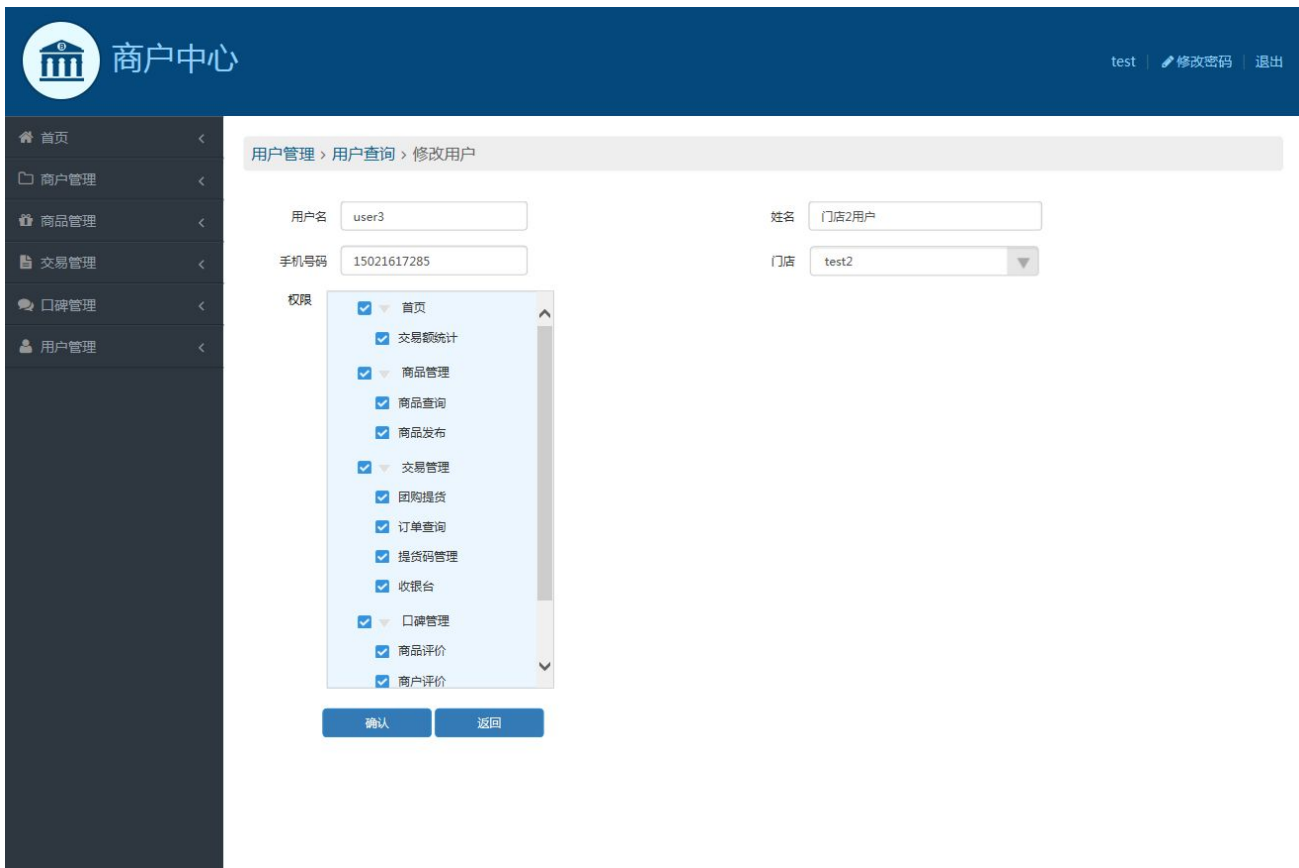 商户中心
test | 修改密码 | 退出
首页
商户管理
商品管理
交易管理
口碑管理
用户管理
用户管理 › 用户查询 › 修改用户
用户名 user3 姓名 门店2用户
手机号码 15021617285 门店 test2
权限
首页
交易额统计
商品管理
商品查询
商品发布
交易管理
团购提货
订单查询
提货码管理
收银台
口碑管理
商品评价
商户评价
确认 返回